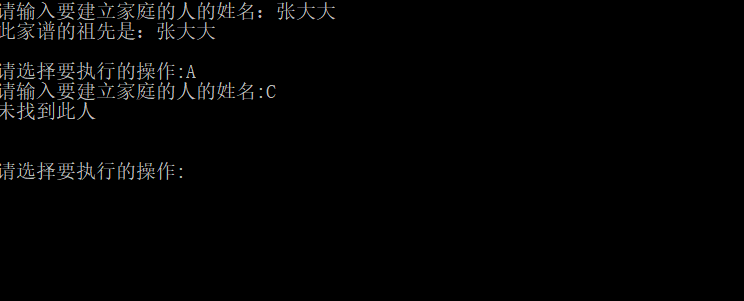 请输入要建立家庭的人的姓名：张大大
此家谱的祖先是：张大大
请选择要执行的操作:A
请输入要建立家庭的人的姓名:C
未找到此人
请选择要执行的操作: